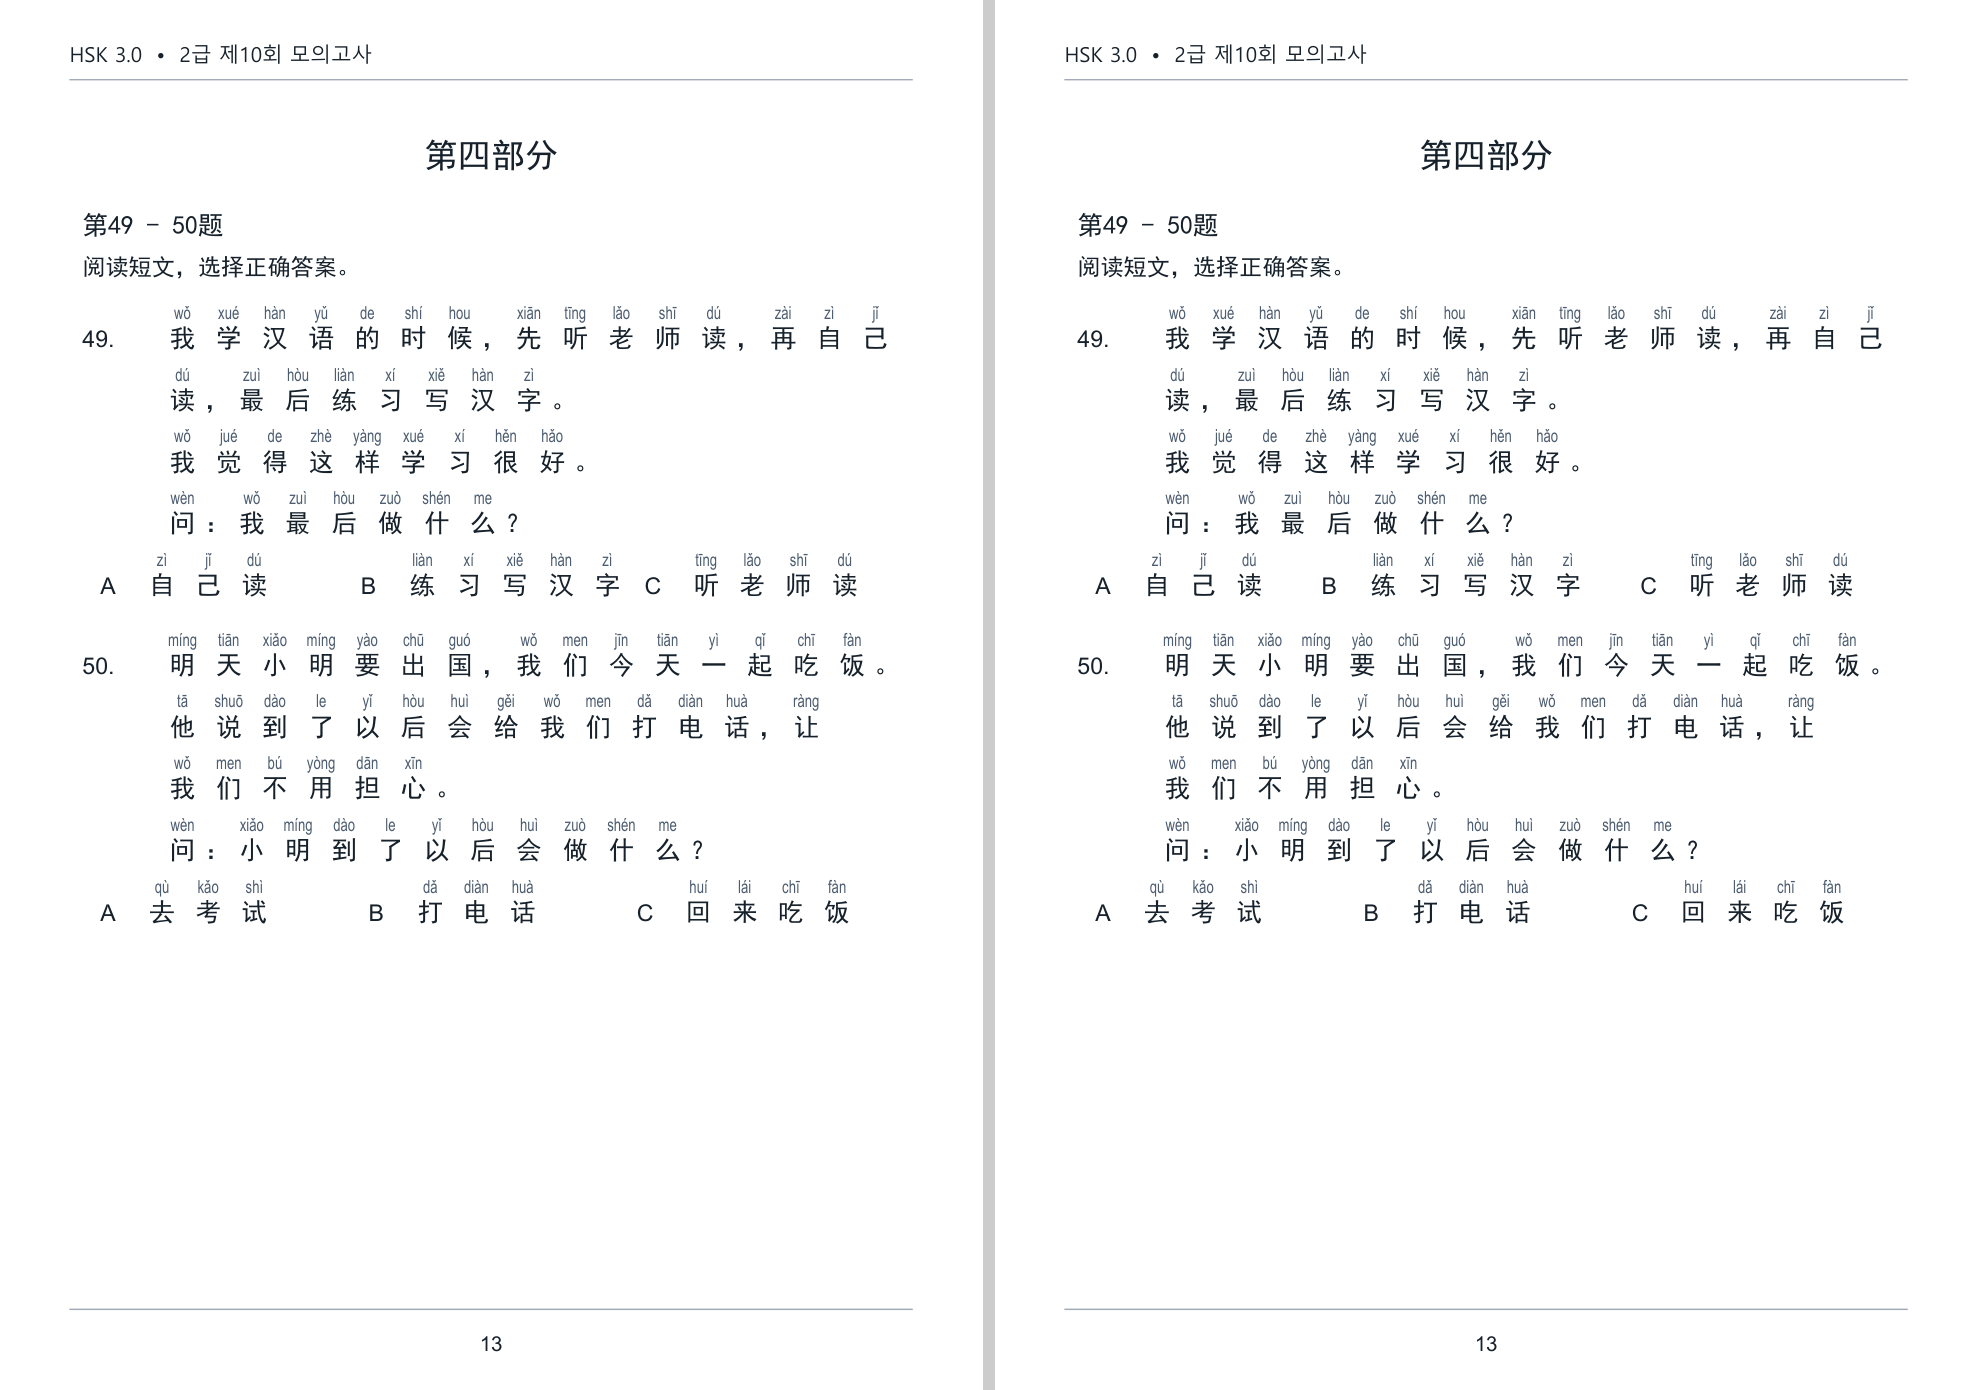 HSK 3.0 • 2급 제10회 모의고사
第四部分
第49 － 50题
阅读短文，选择正确答案。
wǒ xué hàn yǔ de shí hou xiān tīng lǎo shī dú zài zì jǐ
49. 我学汉语的时候，先听老师读，再自己
dú zuì hòu liàn xí xiě hàn zì
读，最后练习写汉字。
wǒ jué de zhè yàng xué xí hěn hǎo
我觉得这样学习很好。
wèn wǒ zuì hòu zuò shén me
问：我最后做什么？
zì jǐ dú liàn xí xiě hàn zì tīng lǎo shī dú
A 自己读 B 练习写汉字 C 听老师读
míng tiān xiǎo míng yào chū guó wǒ men jīn tiān yì qǐ chī fàn
50. 明天小明要出国，我们今天一起吃饭。
tā shuō dào le yǐ hòu huì gěi wǒ men dǎ diàn huà ràng
他说到了以后会给我们打电话，让
wǒ men bú yòng dān xīn
我们不用担心。
wèn xiǎo míng dào le yǐ hòu huì zuò shén me
问：小明到了以后会做什么？
qù kǎo shì dǎ diàn huà huí lái chī fàn
A 去考试 B 打电话 C 回来吃饭
13
HSK 3.0 • 2급 제10회 모의고사
第四部分
第49 － 50题
阅读短文，选择正确答案。
wǒ xué hàn yǔ de shí hou xiān tīng lǎo shī dú zài zì jǐ
49. 我学汉语的时候，先听老师读，再自己
dú zuì hòu liàn xí xiě hàn zì
读，最后练习写汉字。
wǒ jué de zhè yàng xué xí hěn hǎo
我觉得这样学习很好。
wèn wǒ zuì hòu zuò shén me
问：我最后做什么？
zì jǐ dú liàn xí xiě hàn zì tīng lǎo shī dú
A 自己读 B 练习写汉字 C 听老师读
míng tiān xiǎo míng yào chū guó wǒ men jīn tiān yì qǐ chī fàn
50. 明天小明要出国，我们今天一起吃饭。
tā shuō dào le yǐ hòu huì gěi wǒ men dǎ diàn huà ràng
他说到了以后会给我们打电话，让
wǒ men bú yòng dān xīn
我们不用担心。
wèn xiǎo míng dào le yǐ hòu huì zuò shén me
问：小明到了以后会做什么？
qù kǎo shì dǎ diàn huà huí lái chī fàn
A 去考试 B 打电话 C 回来吃饭
13